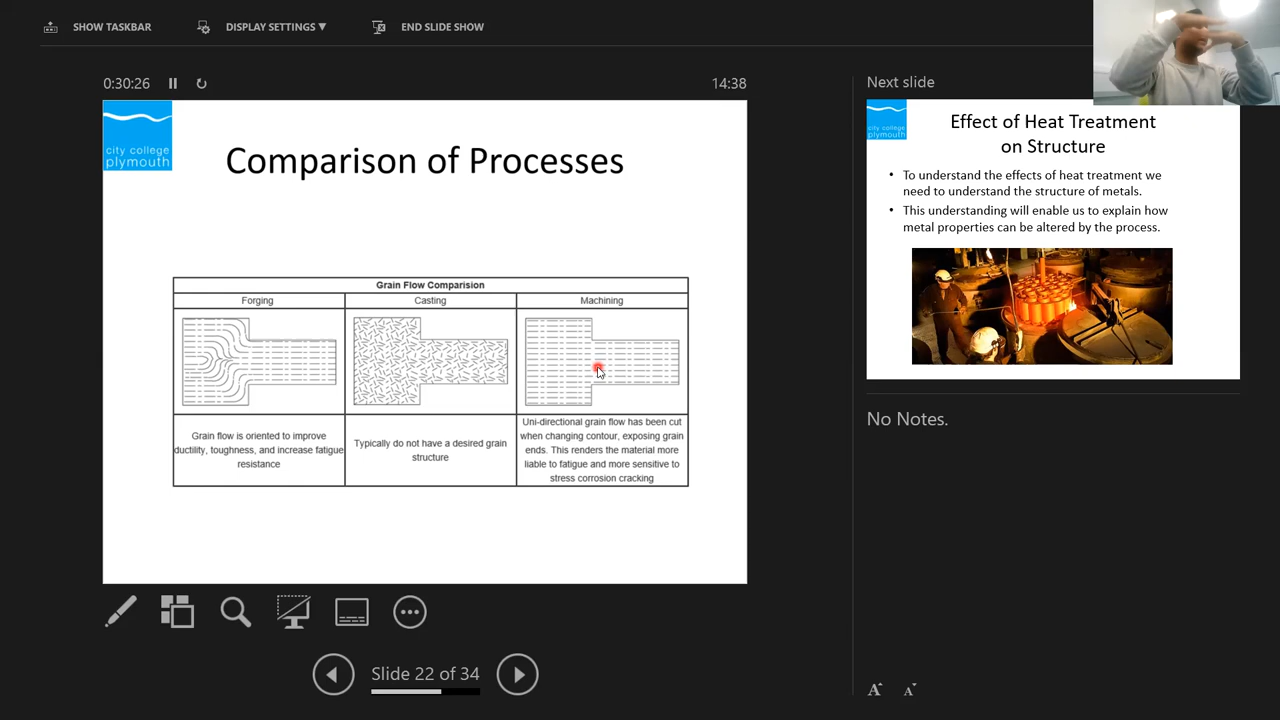 SHOW TASKBAR
DISPLAY SETTINGS ▼
END SLIDE SHOW
0:30:26
14:38
city college
plymouth
Comparison of Processes
Grain Flow Comparision
Forging
Casting
Machining
Grain flow is oriented to improve
ductility, toughness, and increase fatigue
resistance
Typically do not have a desired grain
structure
Uni-directional grain flow has been cut
when changing contour, exposing grain
ends. This renders the material more
liable to fatigue and more sensitive to
stress corrosion cracking
Slide 22 of 34
Next slide
city college
plymouth
Effect of Heat Treatment
on Structure
• To understand the effects of heat treatment we
need to understand the structure of metals.
• This understanding will enable us to explain how
metal properties can be altered by the process.
No Notes.
A
A